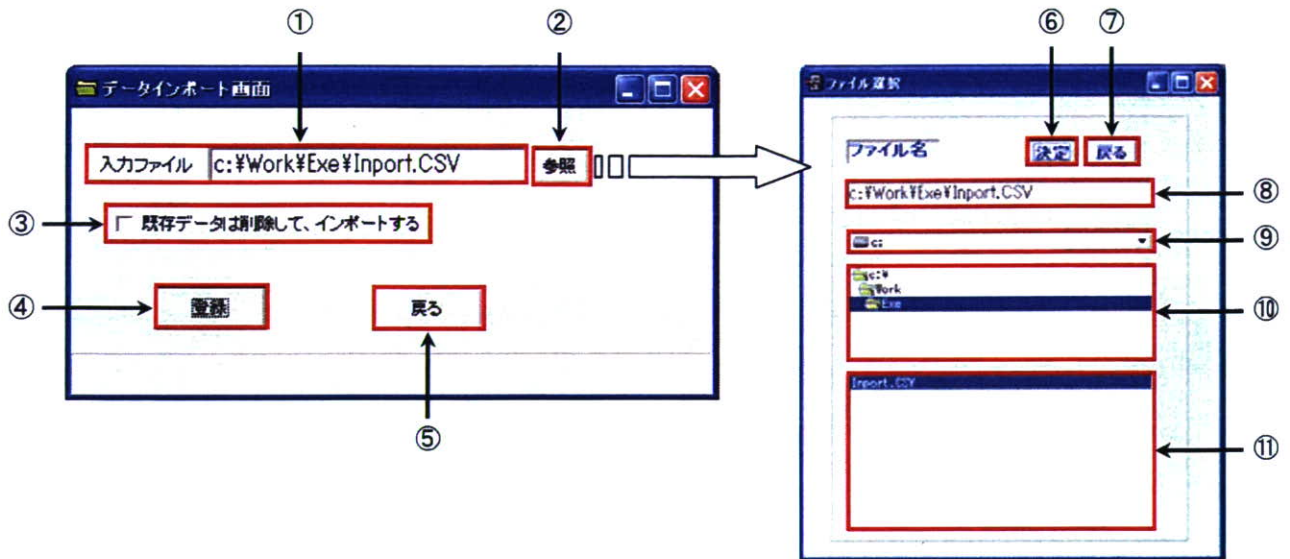 ① ② ⑥ ⑦
データインポート画面
入力ファイル c:¥Work¥Exe¥Inport.CSV 参照
③ 既存データは削除して、インポートする
④ 登録 戻る
⑤
ファイル選択
ファイル名 決定 戻る
c:¥Work¥Exe¥Inport.CSV ⑧
c: ⑨
c:¥
Work
Exe ⑩
Inport.CSV
⑪